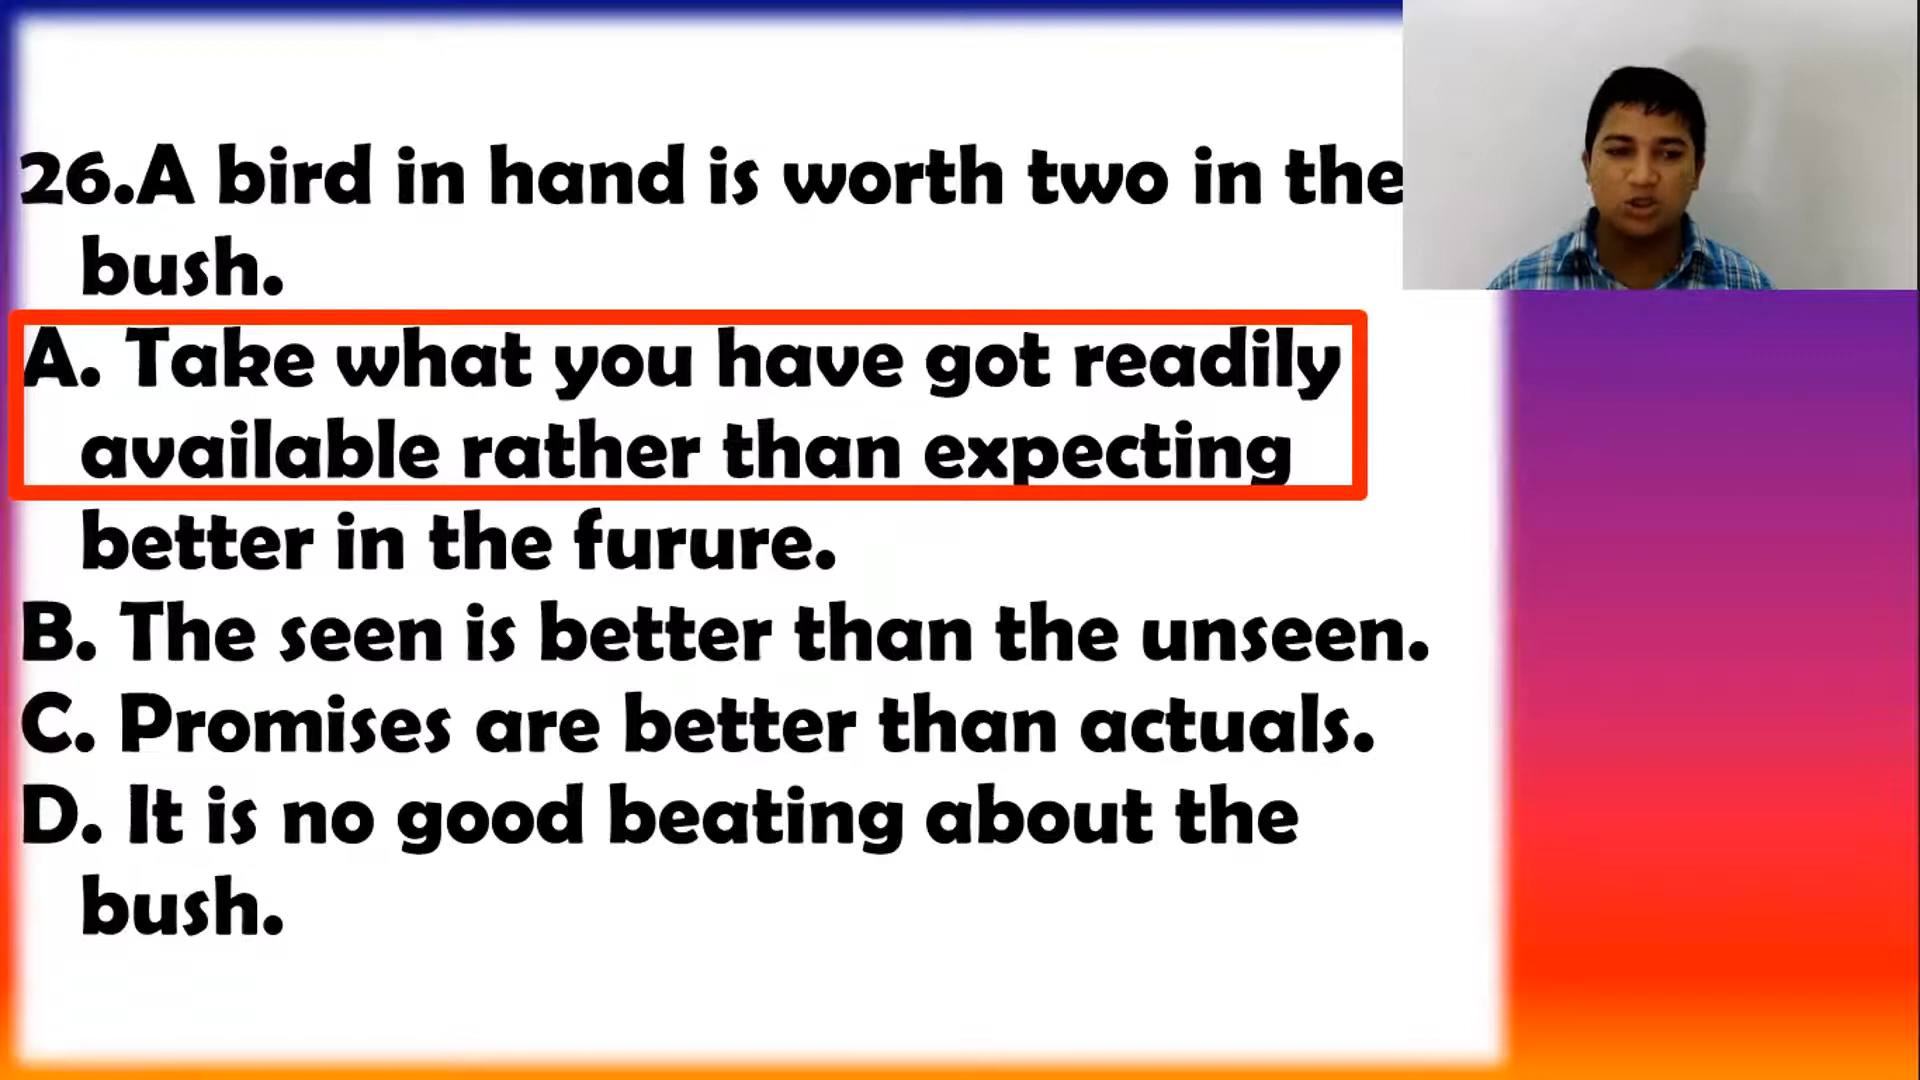 26.A bird in hand is worth two in the
bush.
A. Take what you have got readily
available rather than expecting
better in the furure.
B. The seen is better than the unseen.
C. Promises are better than actuals.
D. It is no good beating about the
bush.